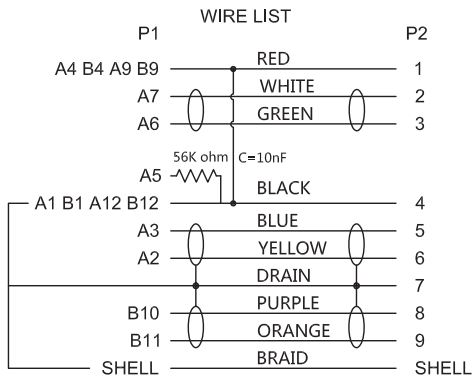 WIRE LIST
P1 P2
A4 B4 A9 B9 RED 1
A7 WHITE 2
A6 GREEN 3
56K ohm C=10nF
A5
A1 B1 A12 B12 BLACK 4
A3 BLUE 5
A2 YELLOW 6
DRAIN 7
B10 PURPLE 8
B11 ORANGE 9
SHELL BRAID SHELL